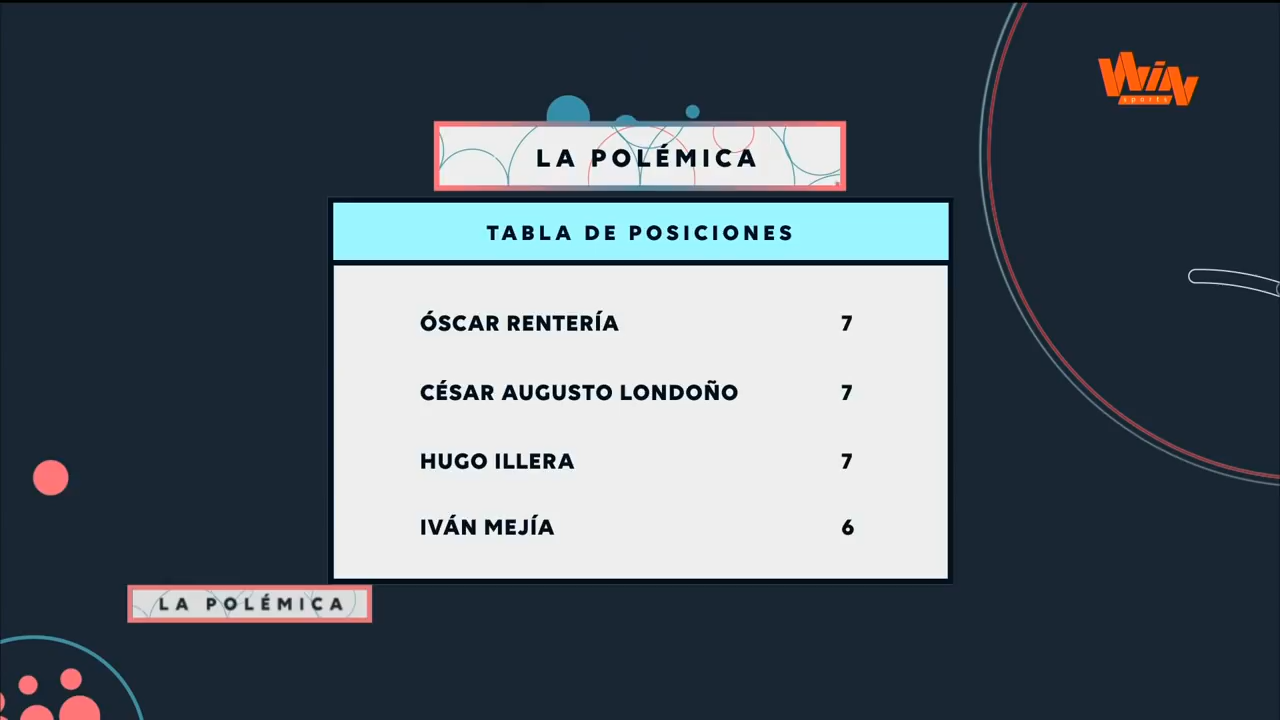 WIN
sports
LA POLÉMICA
TABLA DE POSICIONES
ÓSCAR RENTERÍA 7
CÉSAR AUGUSTO LONDOÑO 7
HUGO ILLERA 7
IVÁN MEJÍA 6
LA POLÉMICA